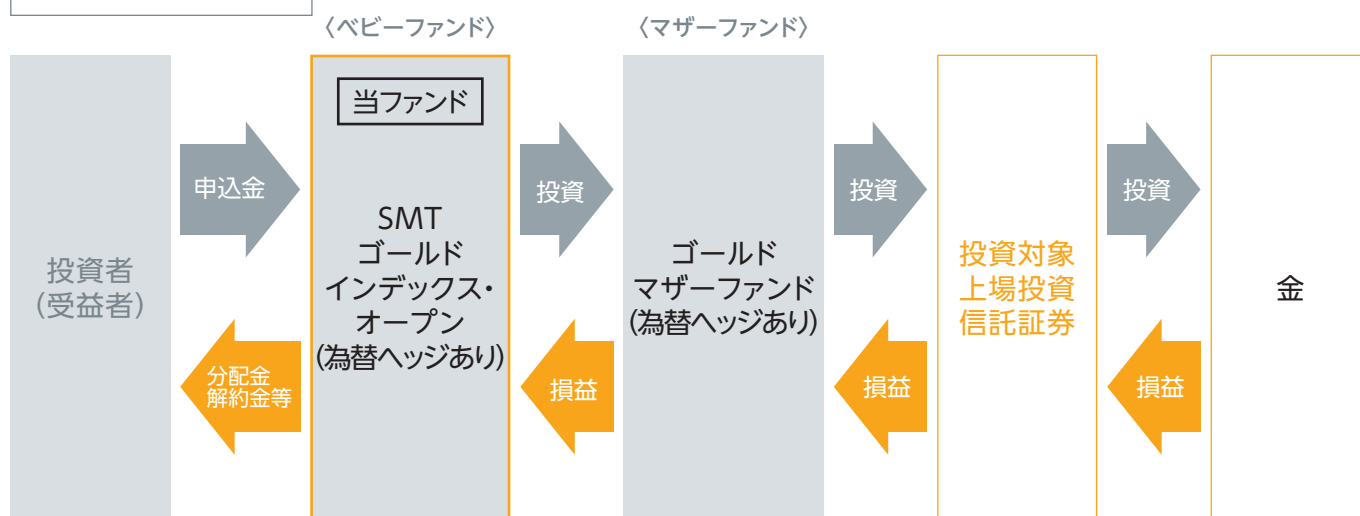 〈ベビーファンド〉
〈マザーファンド〉
投資者
(受益者)
申込金
分配金
解約金等
当ファンド
SMT
ゴールド
インデックス・
オープン
(為替ヘッジあり)
投資
損益
ゴールド
マザーファンド
(為替ヘッジあり)
投資
損益
投資対象
上場投資
信託証券
投資
損益
金